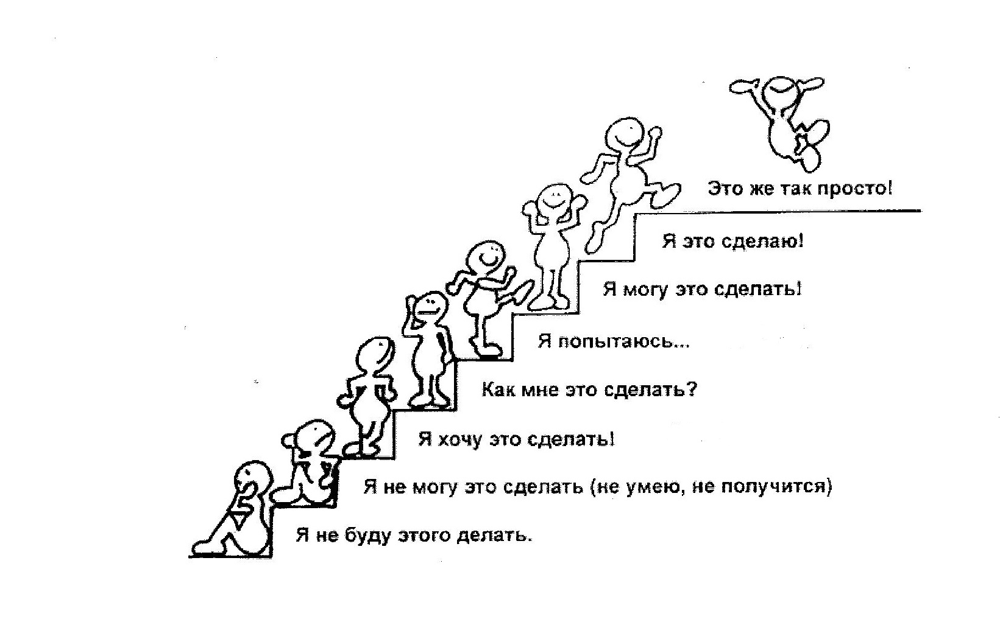 Это же так просто!
Я это сделаю!
Я могу это сделать!
Я попытаюсь...
Как мне это сделать?
Я хочу это сделать!
Я не могу это сделать (не умею, не получится)
Я не буду этого делать.